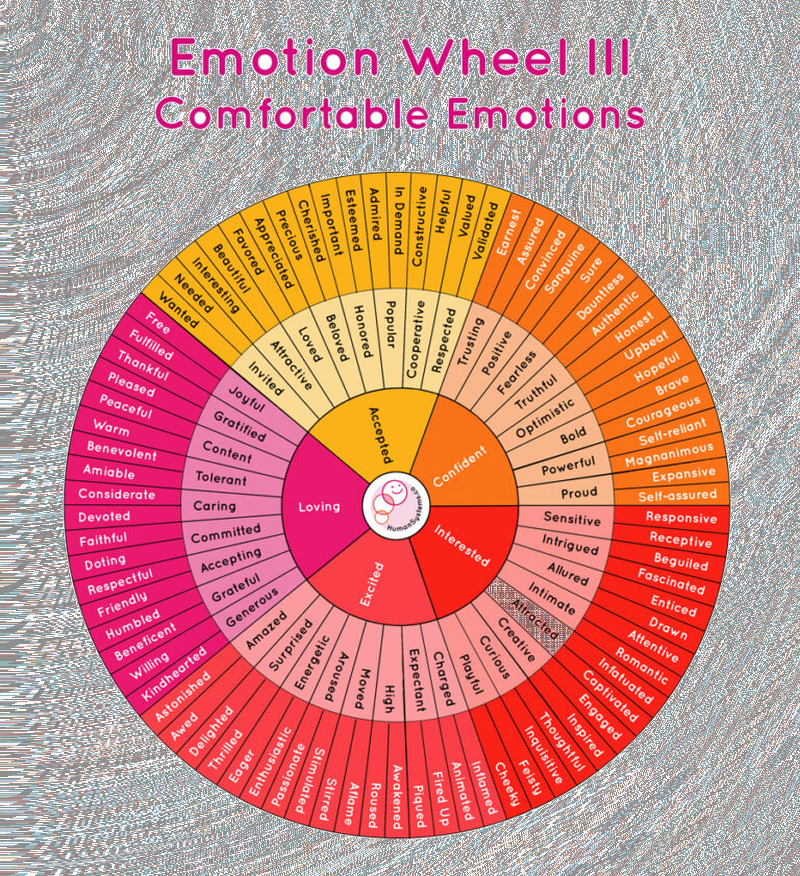 Emotion Wheel III
Comfortable Emotions
Accepted
Confident
Interested
Excited
Loving
HumanSystems.co
Invited
Attractive
Loved
Beloved
Honored
Popular
Cooperative
Respected
Trusting
Positive
Fearless
Truthful
Optimistic
Bold
Powerful
Proud
Sensitive
Intrigued
Allured
Intimate
Attracted
Creative
Curious
Playful
Charged
Expectant
High
Moved
Aroused
Energetic
Surprised
Amazed
Generous
Grateful
Accepting
Committed
Caring
Tolerant
Content
Gratified
Joyful
Wanted
Needed
Interesting
Beautiful
Favored
Appreciated
Precious
Cherished
Important
Esteemed
Admired
In Demand
Constructive
Helpful
Valued
Validated
Earnest
Assured
Convinced
Sanguine
Sure
Dauntless
Authentic
Honest
Upbeat
Hopeful
Brave
Courageous
Self-reliant
Magnanimous
Expansive
Self-assured
Responsive
Receptive
Beguiled
Fascinated
Enticed
Drawn
Attentive
Romantic
Infatuated
Captivated
Engaged
Inspired
Thoughtful
Inquisitive
Feisty
Cheeky
Inflamed
Animated
Fired Up
Piqued
Awakened
Roused
Aflame
Stirred
Stimulated
Passionate
Enthusiastic
Eager
Thrilled
Delighted
Awed
Astonished
Kindhearted
Willing
Beneficent
Humbled
Friendly
Respectful
Doting
Faithful
Devoted
Considerate
Amiable
Benevolent
Warm
Peaceful
Pleased
Thankful
Fulfilled
Free